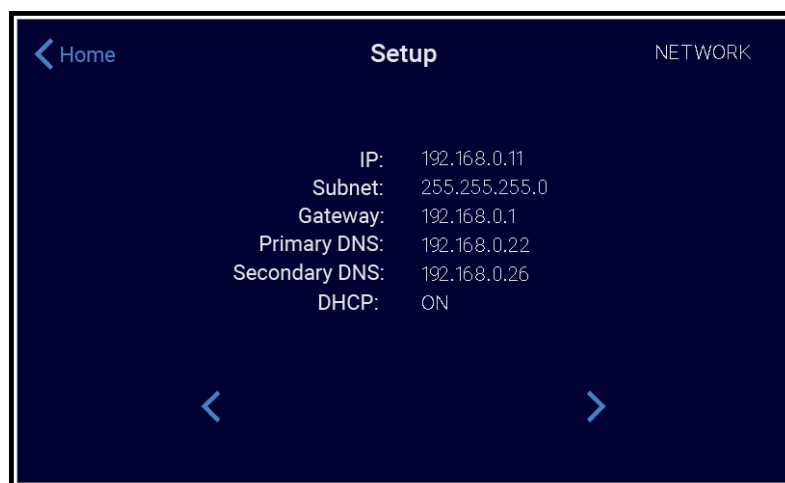 Home Setup NETWORK
IP: 192.168.0.11
Subnet: 255.255.255.0
Gateway: 192.168.0.1
Primary DNS: 192.168.0.22
Secondary DNS: 192.168.0.26
DHCP: ON